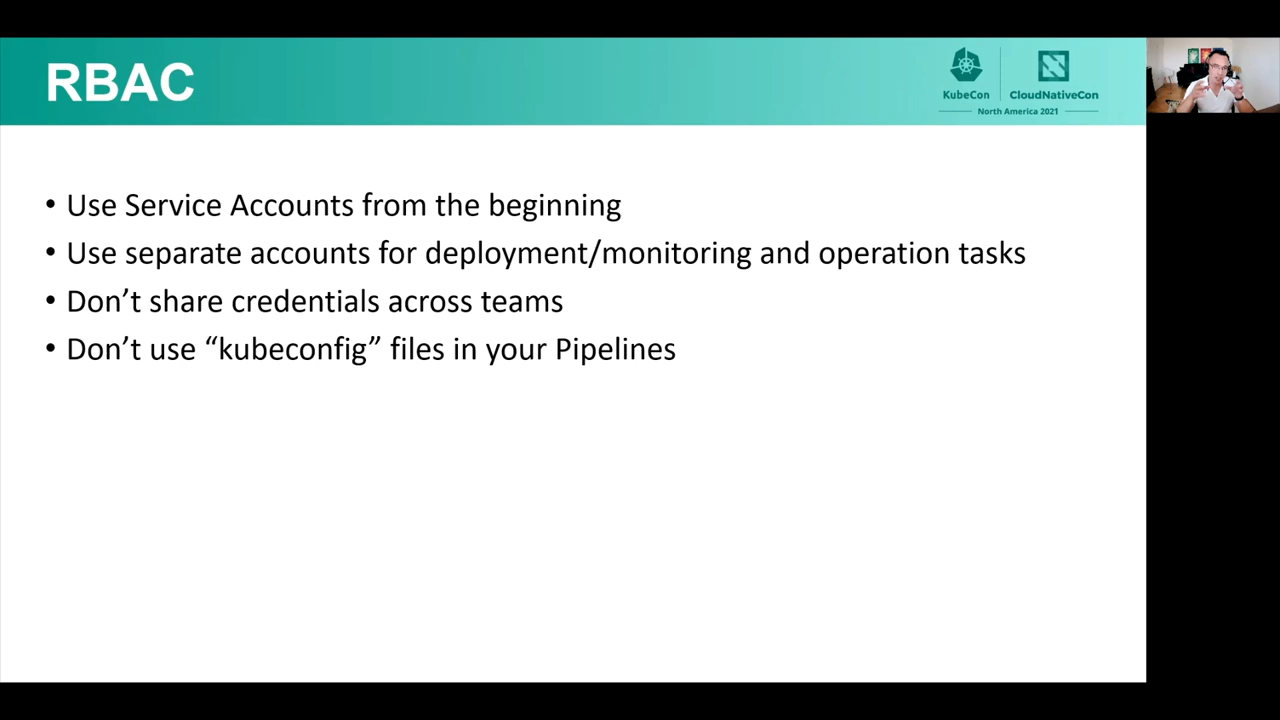 RBAC
KubeCon
CloudNativeCon
North America 2021
• Use Service Accounts from the beginning
• Use separate accounts for deployment/monitoring and operation tasks
• Don’t share credentials across teams
• Don’t use “kubeconfig” files in your Pipelines